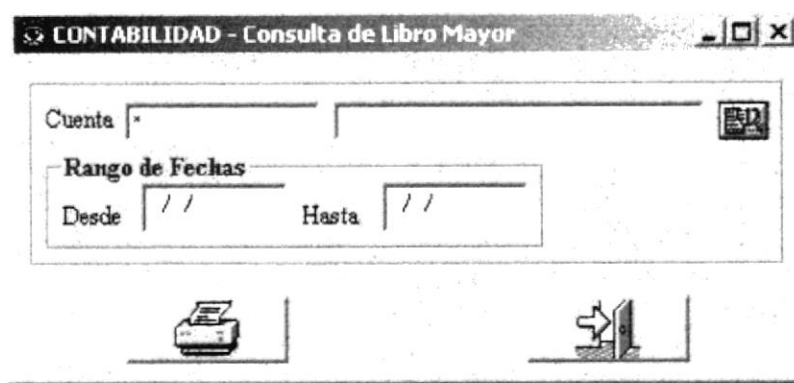 CONTABILIDAD - Consulta de Libro Mayor
Cuenta *
Rango de Fechas
Desde / / Hasta / /